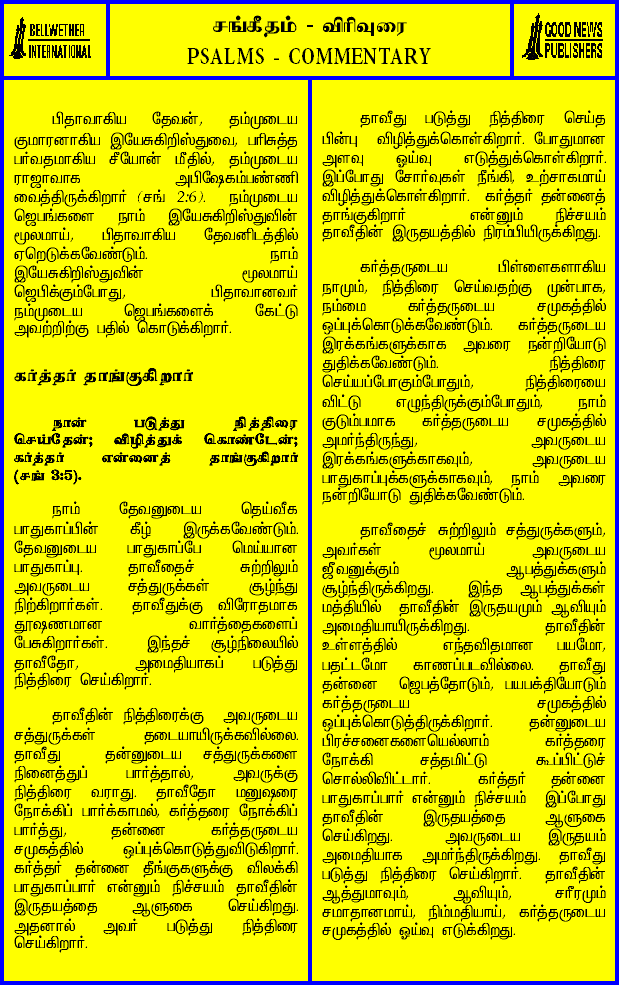 BELLWETHER
INTERNATIONAL
சங்கீதம் - விரிவுரை
PSALMS - COMMENTARY
GOOD NEWS
PUBLISHERS
பிதாவாகிய தேவன், தம்முடைய
குமாரனாகிய இயேசுகிறிஸ்துவை, பரிசுத்த
பர்வதமாகிய சீயோன் மீதில், தம்முடைய
ராஜாவாக அபிஷேகம்பண்ணி
வைத்திருக்கிறார் (சங் 2:6). நம்முடைய
ஜெபங்களை நாம் இயேசுகிறிஸ்துவின்
மூலமாய், பிதாவாகிய தேவனிடத்தில்
ஏறெடுக்கவேண்டும். நாம்
இயேசுகிறிஸ்துவின் மூலமாய்
ஜெபிக்கும்போது, பிதாவானவர்
நம்முடைய ஜெபங்களைக் கேட்டு
அவற்றிற்கு பதில் கொடுக்கிறார்.
கர்த்தர் தாங்குகிறார்
நான் படுத்து நித்திரை
செய்தேன்; விழித்துக் கொண்டேன்;
கர்த்தர் என்னைத் தாங்குகிறார்
(சங் 3:5).
நாம் தேவனுடைய தெய்வீக
பாதுகாப்பின் கீழ் இருக்கவேண்டும்.
தேவனுடைய பாதுகாப்பே மெய்யான
பாதுகாப்பு. தாவீதைச் சுற்றிலும்
அவருடைய சத்துருக்கள் சூழ்ந்து
நிற்கிறார்கள். தாவீதுக்கு விரோதமாக
தூஷணமான வார்த்தைகளைப்
பேசுகிறார்கள். இந்தச் சூழ்நிலையில்
தாவீதோ, அமைதியாகப் படுத்து
நித்திரை செய்கிறார்.
தாவீதின் நித்திரைக்கு அவருடைய
சத்துருக்கள் தடையாயிருக்கவில்லை.
தாவீது தன்னுடைய சத்துருக்களை
நினைத்துப் பார்த்தால், அவருக்கு
நித்திரை வராது. தாவீதோ மனுஷரை
நோக்கிப் பார்க்காமல், கர்த்தரை நோக்கிப்
பார்த்து, தன்னை கர்த்தருடைய
சமுகத்தில் ஒப்புக்கொடுத்துவிடுகிறார்.
கர்த்தர் தன்னை தீங்குகளுக்கு விலக்கி
பாதுகாப்பார் என்னும் நிச்சயம் தாவீதின்
இருதயத்தை ஆளுகை செய்கிறது.
அதனால் அவர் படுத்து நித்திரை
செய்கிறார்.
தாவீது படுத்து நித்திரை செய்த
பின்பு விழித்துக்கொள்கிறார். போதுமான
அளவு ஓய்வு எடுத்துக்கொள்கிறார்.
இப்போது சோர்வுகள் நீங்கி, உற்சாகமாய்
விழித்துக்கொள்கிறார். கர்த்தர் தன்னைத்
தாங்குகிறார் என்னும் நிச்சயம்
தாவீதின் இருதயத்தில் நிரம்பியிருக்கிறது.
கர்த்தருடைய பிள்ளைகளாகிய
நாமும், நித்திரை செய்வதற்கு முன்பாக,
நம்மை கர்த்தருடைய சமுகத்தில்
ஒப்புக்கொடுக்கவேண்டும். கர்த்தருடைய
இரக்கங்களுக்காக அவரை நன்றியோடு
துதிக்கவேண்டும். நித்திரை
செய்யப்போகும்போதும், நித்திரையை
விட்டு எழுந்திருக்கும்போதும், நாம்
குடும்பமாக கர்த்தருடைய சமுகத்தில்
அமர்ந்திருந்து, அவருடைய
இரக்கங்களுக்காகவும், அவருடைய
பாதுகாப்புக்களுக்காகவும், நாம் அவரை
நன்றியோடு துதிக்கவேண்டும்.
தாவீதைச் சுற்றிலும் சத்துருக்களும்,
அவர்கள் மூலமாய் அவருடைய
ஜீவனுக்கும் ஆபத்துக்களும்
சூழ்ந்திருக்கிறது. இந்த ஆபத்துக்கள்
மத்தியில் தாவீதின் இருதயமும் ஆவியும்
அமைதியாயிருக்கிறது. தாவீதின்
உள்ளத்தில் எந்தவிதமான பயமோ,
பதட்டமோ காணப்படவில்லை. தாவீது
தன்னை ஜெபத்தோடும், பயபக்தியோடும்
கர்த்தருடைய சமுகத்தில்
ஒப்புக்கொடுத்திருக்கிறார். தன்னுடைய
பிரச்சனைகளையெல்லாம் கர்த்தரை
நோக்கி சத்தமிட்டு கூப்பிட்டுச்
சொல்லிவிட்டார். கர்த்தர் தன்னை
பாதுகாப்பார் என்னும் நிச்சயம் இப்போது
தாவீதின் இருதயத்தை ஆளுகை
செய்கிறது. அவருடைய இருதயம்
அமைதியாக அமர்ந்திருக்கிறது. தாவீது
படுத்து நித்திரை செய்கிறார். தாவீதின்
ஆத்துமாவும், ஆவியும், சரீரமும்
சமாதானமாய், நிம்மதியாய், கர்த்தருடைய
சமுகத்தில் ஓய்வு எடுக்கிறது.